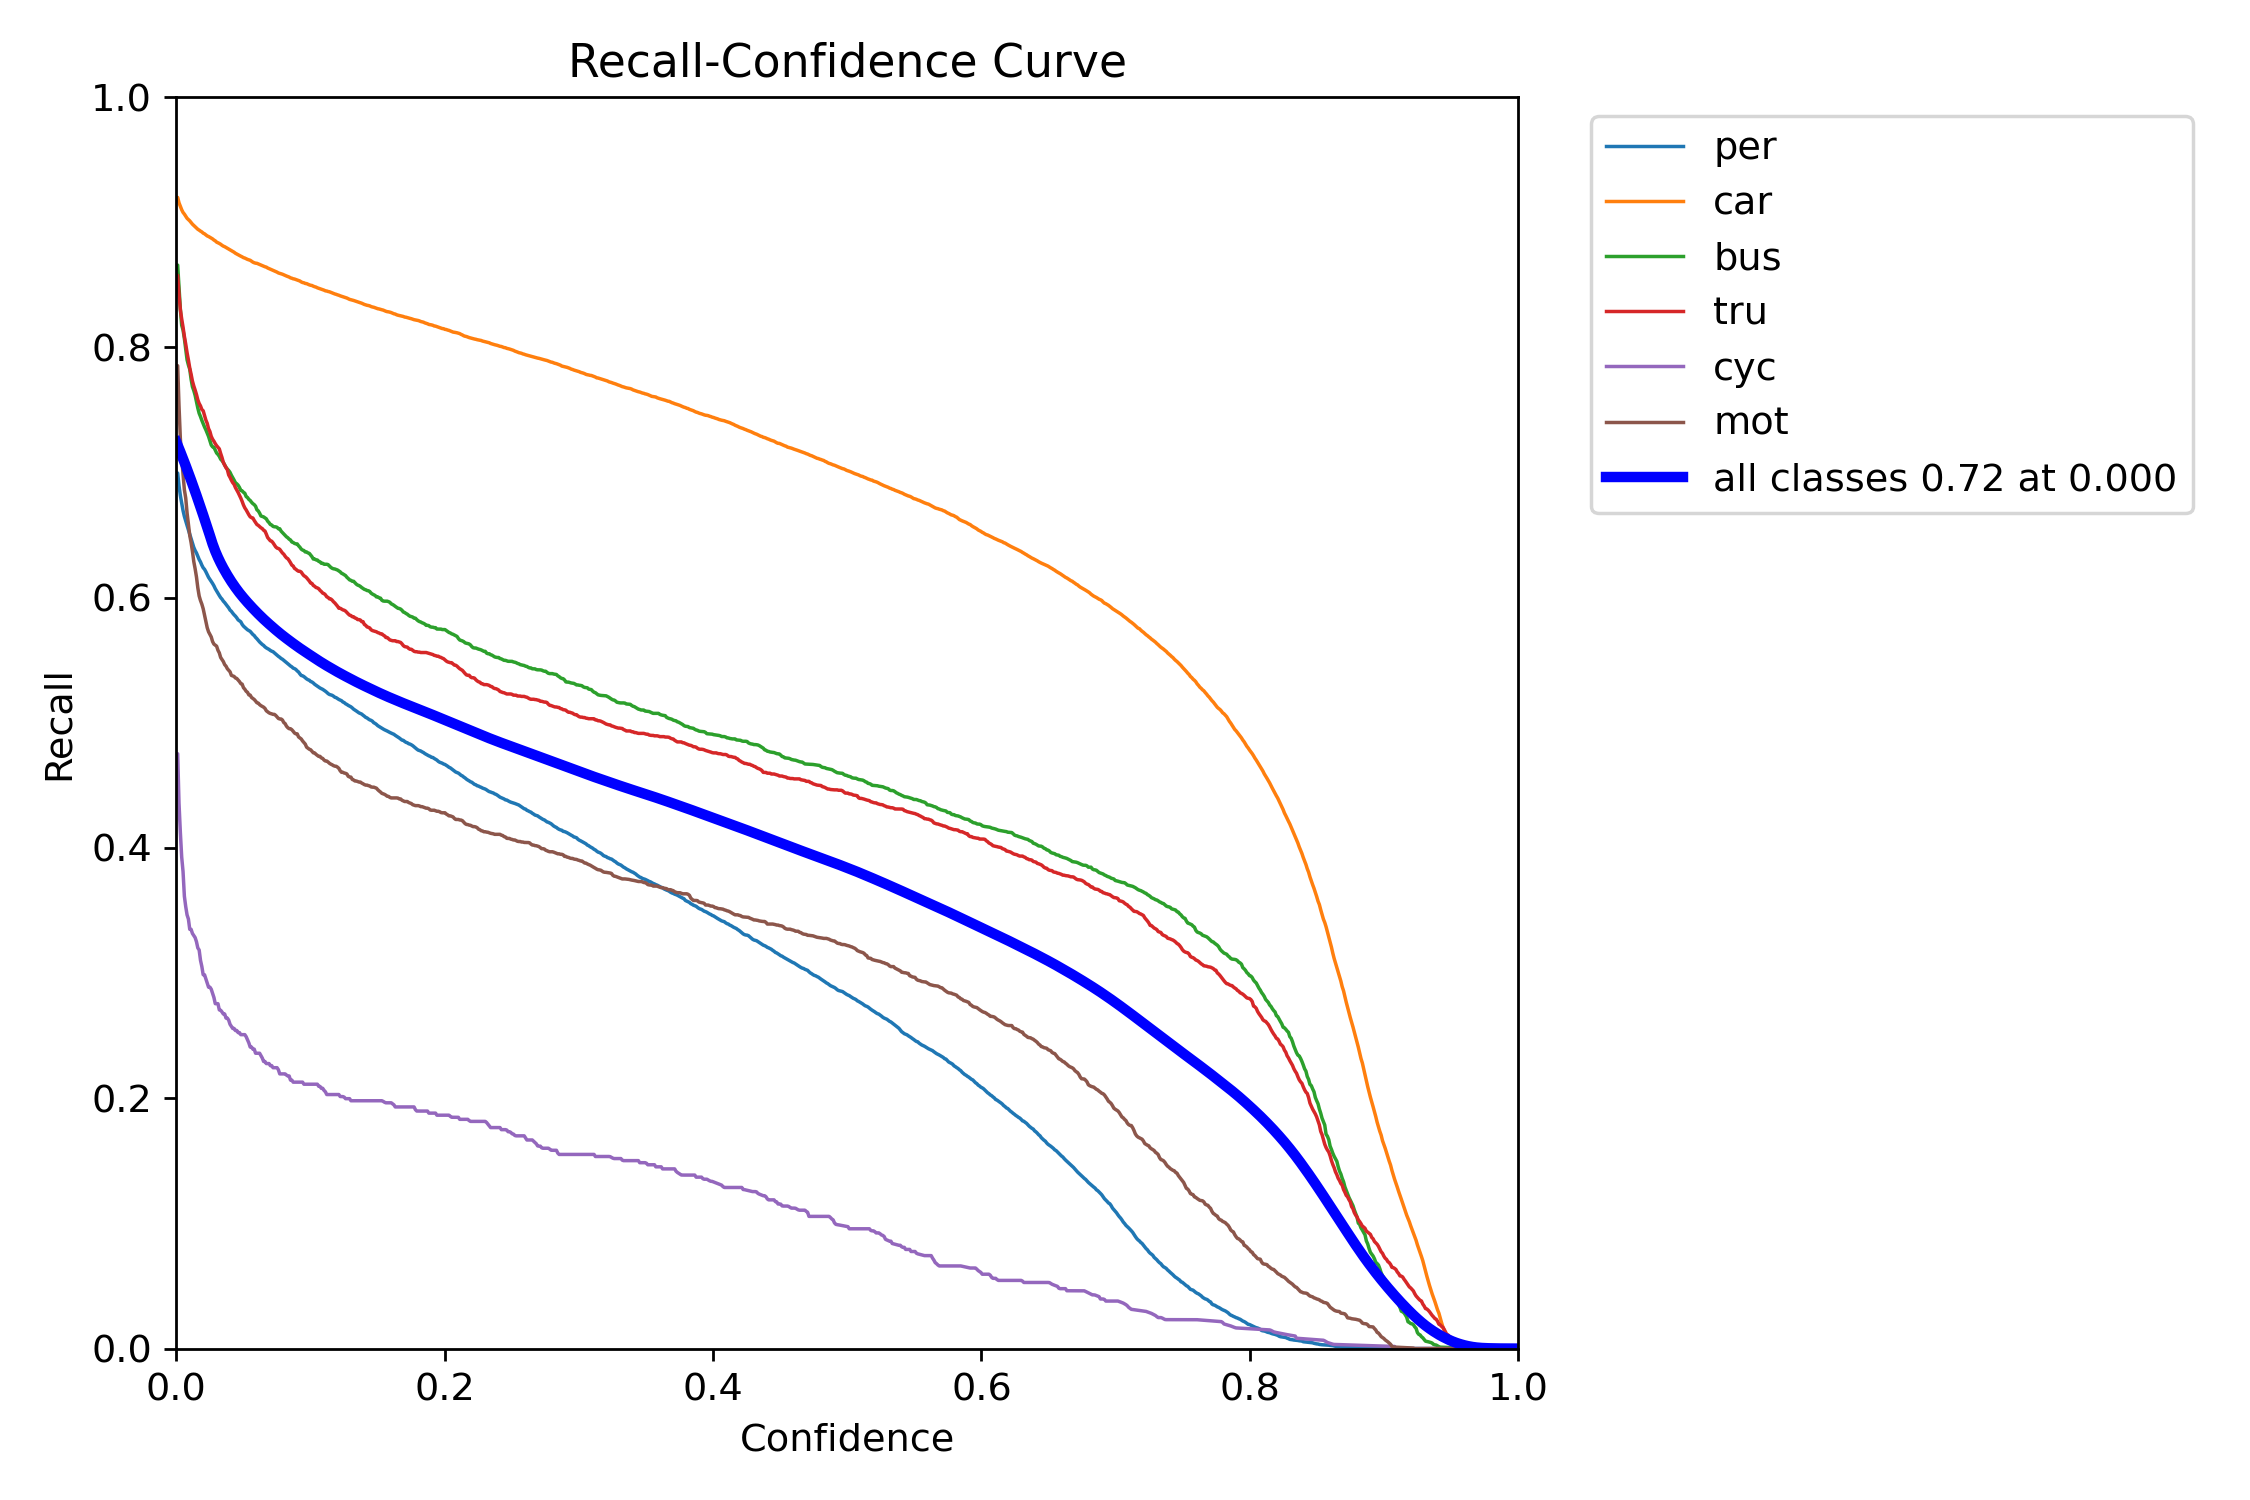 Recall-Confidence Curve
1.0
0.8
0.6
0.4
0.2
0.0
Recall
0.0 0.2 0.4 0.6 0.8 1.0
Confidence
per
car
bus
tru
cyc
mot
all classes 0.72 at 0.000